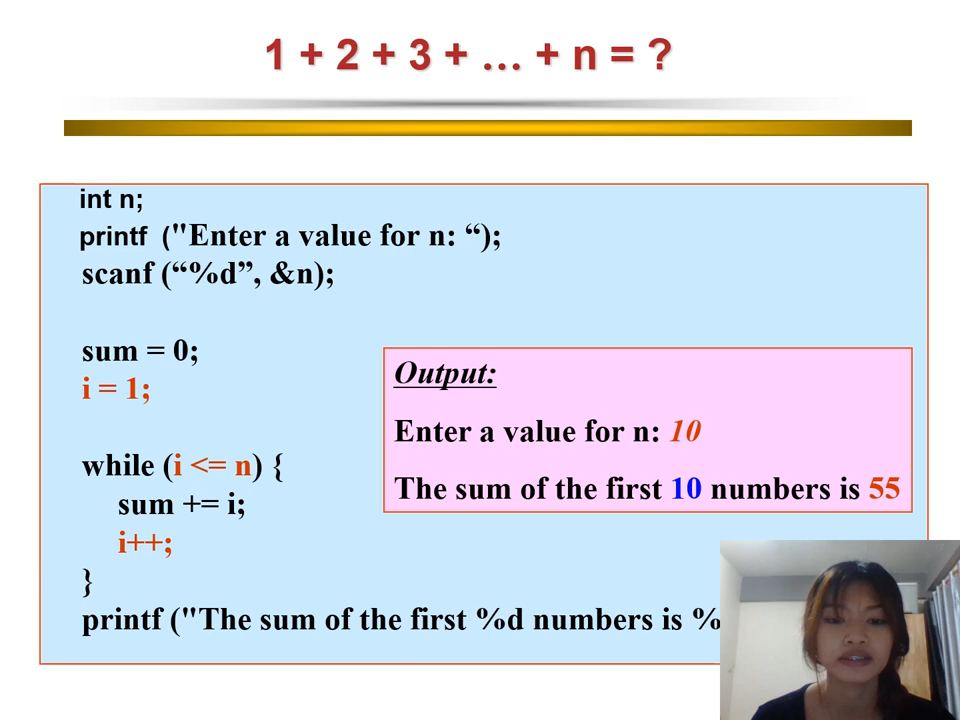 1 + 2 + 3 + … + n = ?
int n;
printf ("Enter a value for n: “);
scanf (“%d”, &n);
sum = 0;
i = 1;
while (i <= n) {
sum += i;
i++;
}
printf ("The sum of the first %d numbers is %
Output:
Enter a value for n: 10
The sum of the first 10 numbers is 55